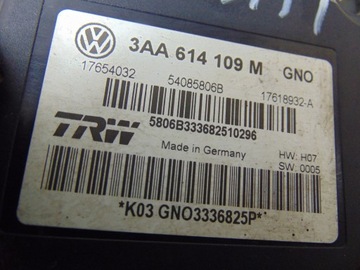 3AA 614 109 M GNO
17654032 54085806B 17618932-A
TRW 5806B333682510296
Made in Germany HW: H07
SW: 0005
*K03 GNO3336825P*